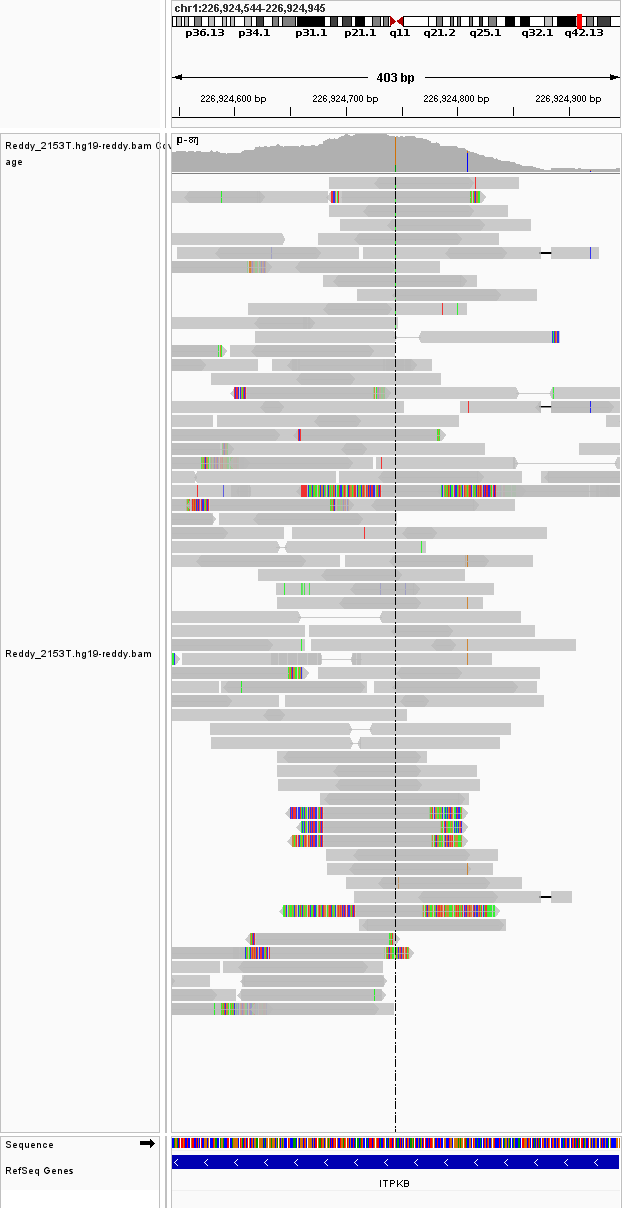 chr1:226,924,544-226,924,945
p36.13 p34.1 p31.1 p21.1 q11 q21.2 q25.1 q32.1 q42.13
403 bp
226,924,600 bp 226,924,700 bp 226,924,800 bp 226,924,900 bp
[0 - 87]
Reddy_2153T.hg19-reddy.bam Cov
age
Reddy_2153T.hg19-reddy.bam
Sequence
RefSeq Genes
ITPKB